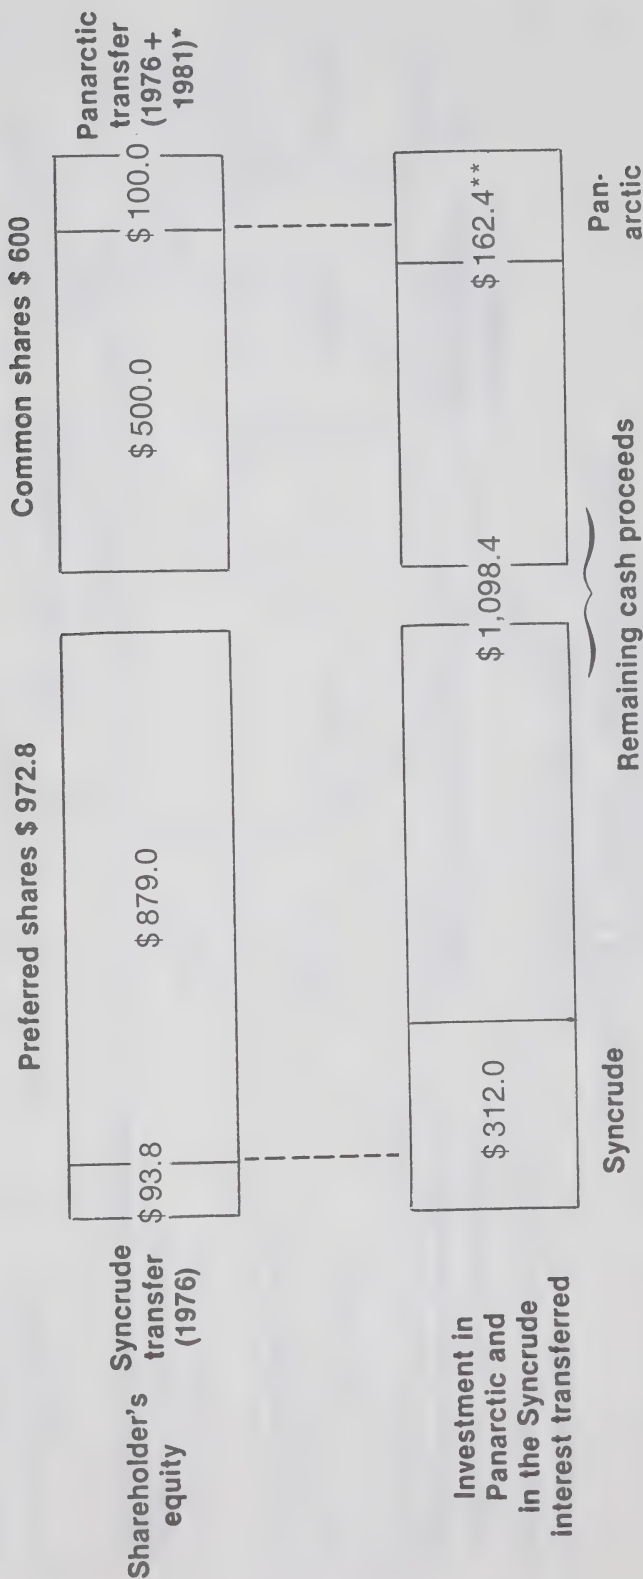 Preferred shares $ 972.8
Common shares $ 600
Shareholder's
equity
Syncrude
transfer
(1976)
$ 93.8
$ 879.0
$ 500.0
$ 100.0
Panarctic
transfer
(1976 +
1981)*
Investment in
Panarctic and
in the Syncrude
interest transferred
$ 312.0
$ 1,098.4
$ 162.4**
Syncrude
Remaining cash proceeds
Pan-
arctic